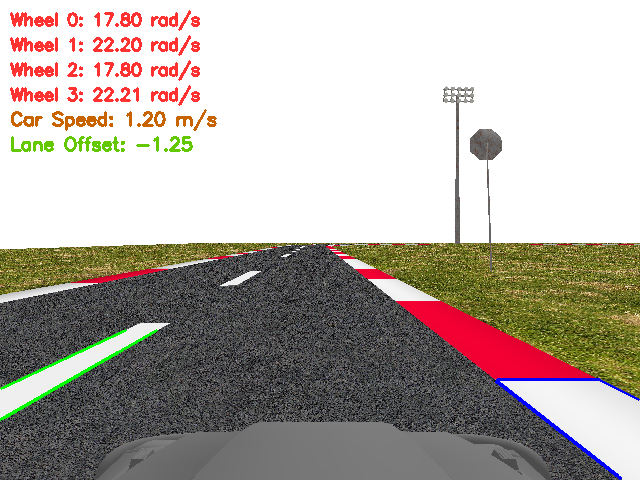 Wheel 0: 17.80 rad/s
Wheel 1: 22.20 rad/s
Wheel 2: 17.80 rad/s
Wheel 3: 22.21 rad/s
Car Speed: 1.20 m/s
Lane Offset: -1.25